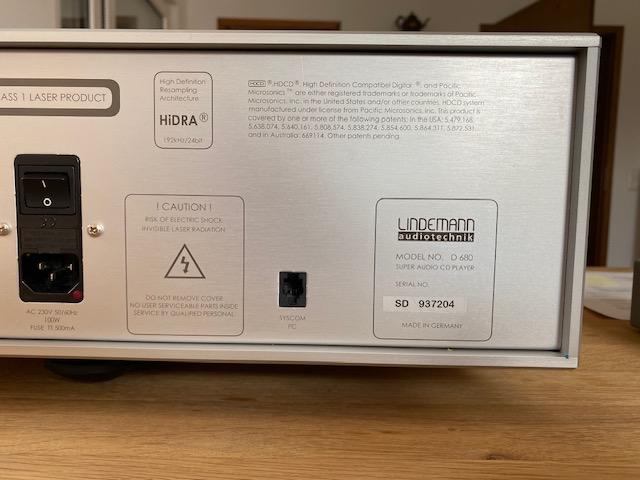 ASS 1 LASER PRODUCT
High Definition
Resampling
Architecture
HiDRA®
192kHz/24bit
HDCD®, HDCD®, High Definition Compatibel Digital ®, and Pacific
Microsonics™ are either registered trademarks or trademarks of Pacific
Microsonics, Inc. in the United States and/or other countries. HDCD system
manufactured under license from Pacific Microsonics, Inc. This product is
covered by one or more of the following patents: In the USA: 5,479,168,
5,638,074, 5,640,161, 5,808,574, 5,838,274, 5,854,600, 5,864,311, 5,872,531,
and in Australia: 669114. Other patents pending.
I
O
AC 230V 50/60Hz
100W
FUSE T1.500mA
! CAUTION !
RISK OF ELECTRIC SHOCK
INVISIBLE LASER RADIATION
DO NOT REMOVE COVER
NO USER SERVICEABLE PARTS INSIDE
SERVICE BY QUALIFIED PERSONAL
SYSCOM
PC
LINDEMANN
audiotechnik
MODEL NO. D 680
SUPER AUDIO CD PLAYER
SERIAL NO.
SD 937204
MADE IN GERMANY